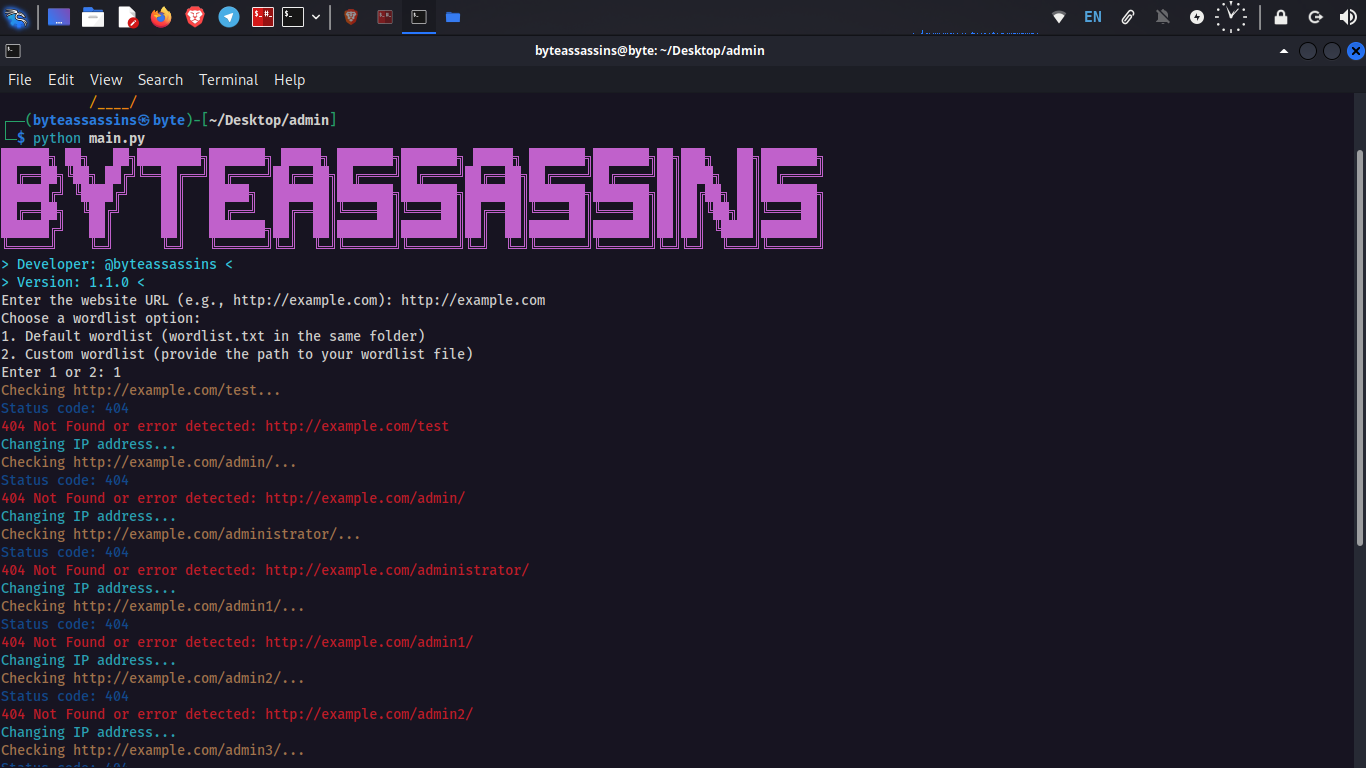 EN
byteassassins@byte: ~/Desktop/admin
File Edit View Search Terminal Help
/____/
┌──(byteassassins㉿byte)-[~/Desktop/admin]
└─$ python main.py
BYTEASSASSINS
> Developer: @byteassassins <
> Version: 1.1.0 <
Enter the website URL (e.g., http://example.com): http://example.com
Choose a wordlist option:
1. Default wordlist (wordlist.txt in the same folder)
2. Custom wordlist (provide the path to your wordlist file)
Enter 1 or 2: 1
Checking http://example.com/test...
Status code: 404
404 Not Found or error detected: http://example.com/test
Changing IP address...
Checking http://example.com/admin/...
Status code: 404
404 Not Found or error detected: http://example.com/admin/
Changing IP address...
Checking http://example.com/administrator/...
Status code: 404
404 Not Found or error detected: http://example.com/administrator/
Changing IP address...
Checking http://example.com/admin1/...
Status code: 404
404 Not Found or error detected: http://example.com/admin1/
Changing IP address...
Checking http://example.com/admin2/...
Status code: 404
404 Not Found or error detected: http://example.com/admin2/
Changing IP address...
Checking http://example.com/admin3/...
Status code: 404